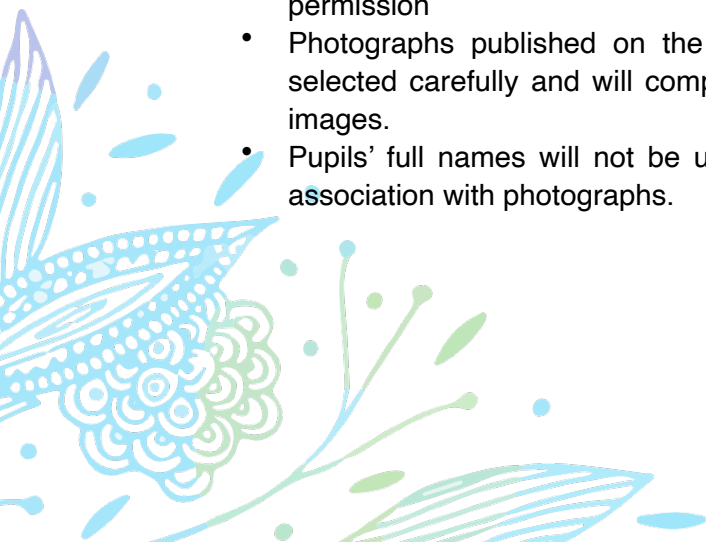 permission
• Photographs published on the
selected carefully and will comp
images.
• Pupils’ full names will not be u
association with photographs.